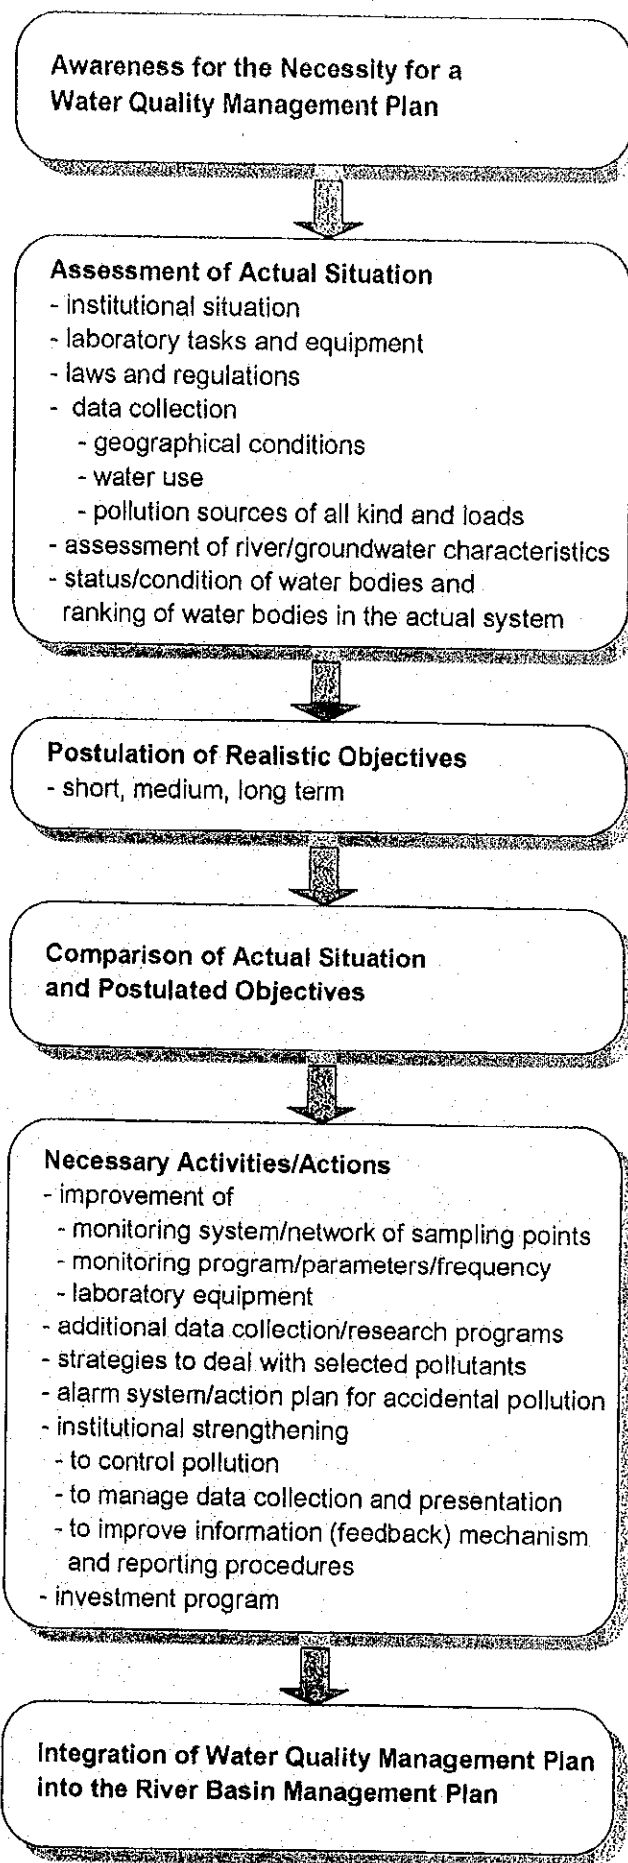 Awareness for the Necessity for a
Water Quality Management Plan
Assessment of Actual Situation
- institutional situation
- laboratory tasks and equipment
- laws and regulations
- data collection
- geographical conditions
- water use
- pollution sources of all kind and loads
- assessment of river/groundwater characteristics
- status/condition of water bodies and
ranking of water bodies in the actual system
Postulation of Realistic Objectives
- short, medium, long term
Comparison of Actual Situation
and Postulated Objectives
Necessary Activities/Actions
- improvement of
- monitoring system/network of sampling points
- monitoring program/parameters/frequency
- laboratory equipment
- additional data collection/research programs
- strategies to deal with selected pollutants
- alarm system/action plan for accidental pollution
- institutional strengthening
- to control pollution
- to manage data collection and presentation
- to improve information (feedback) mechanism
and reporting procedures
- investment program
Integration of Water Quality Management Plan
into the River Basin Management Plan